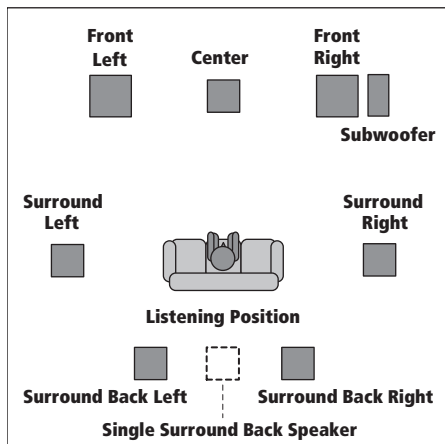 Front
Left
Center
Front
Right
Subwoofer
Surround
Left
Surround
Right
Listening Position
Surround Back Left
Surround Back Right
Single Surround Back Speaker